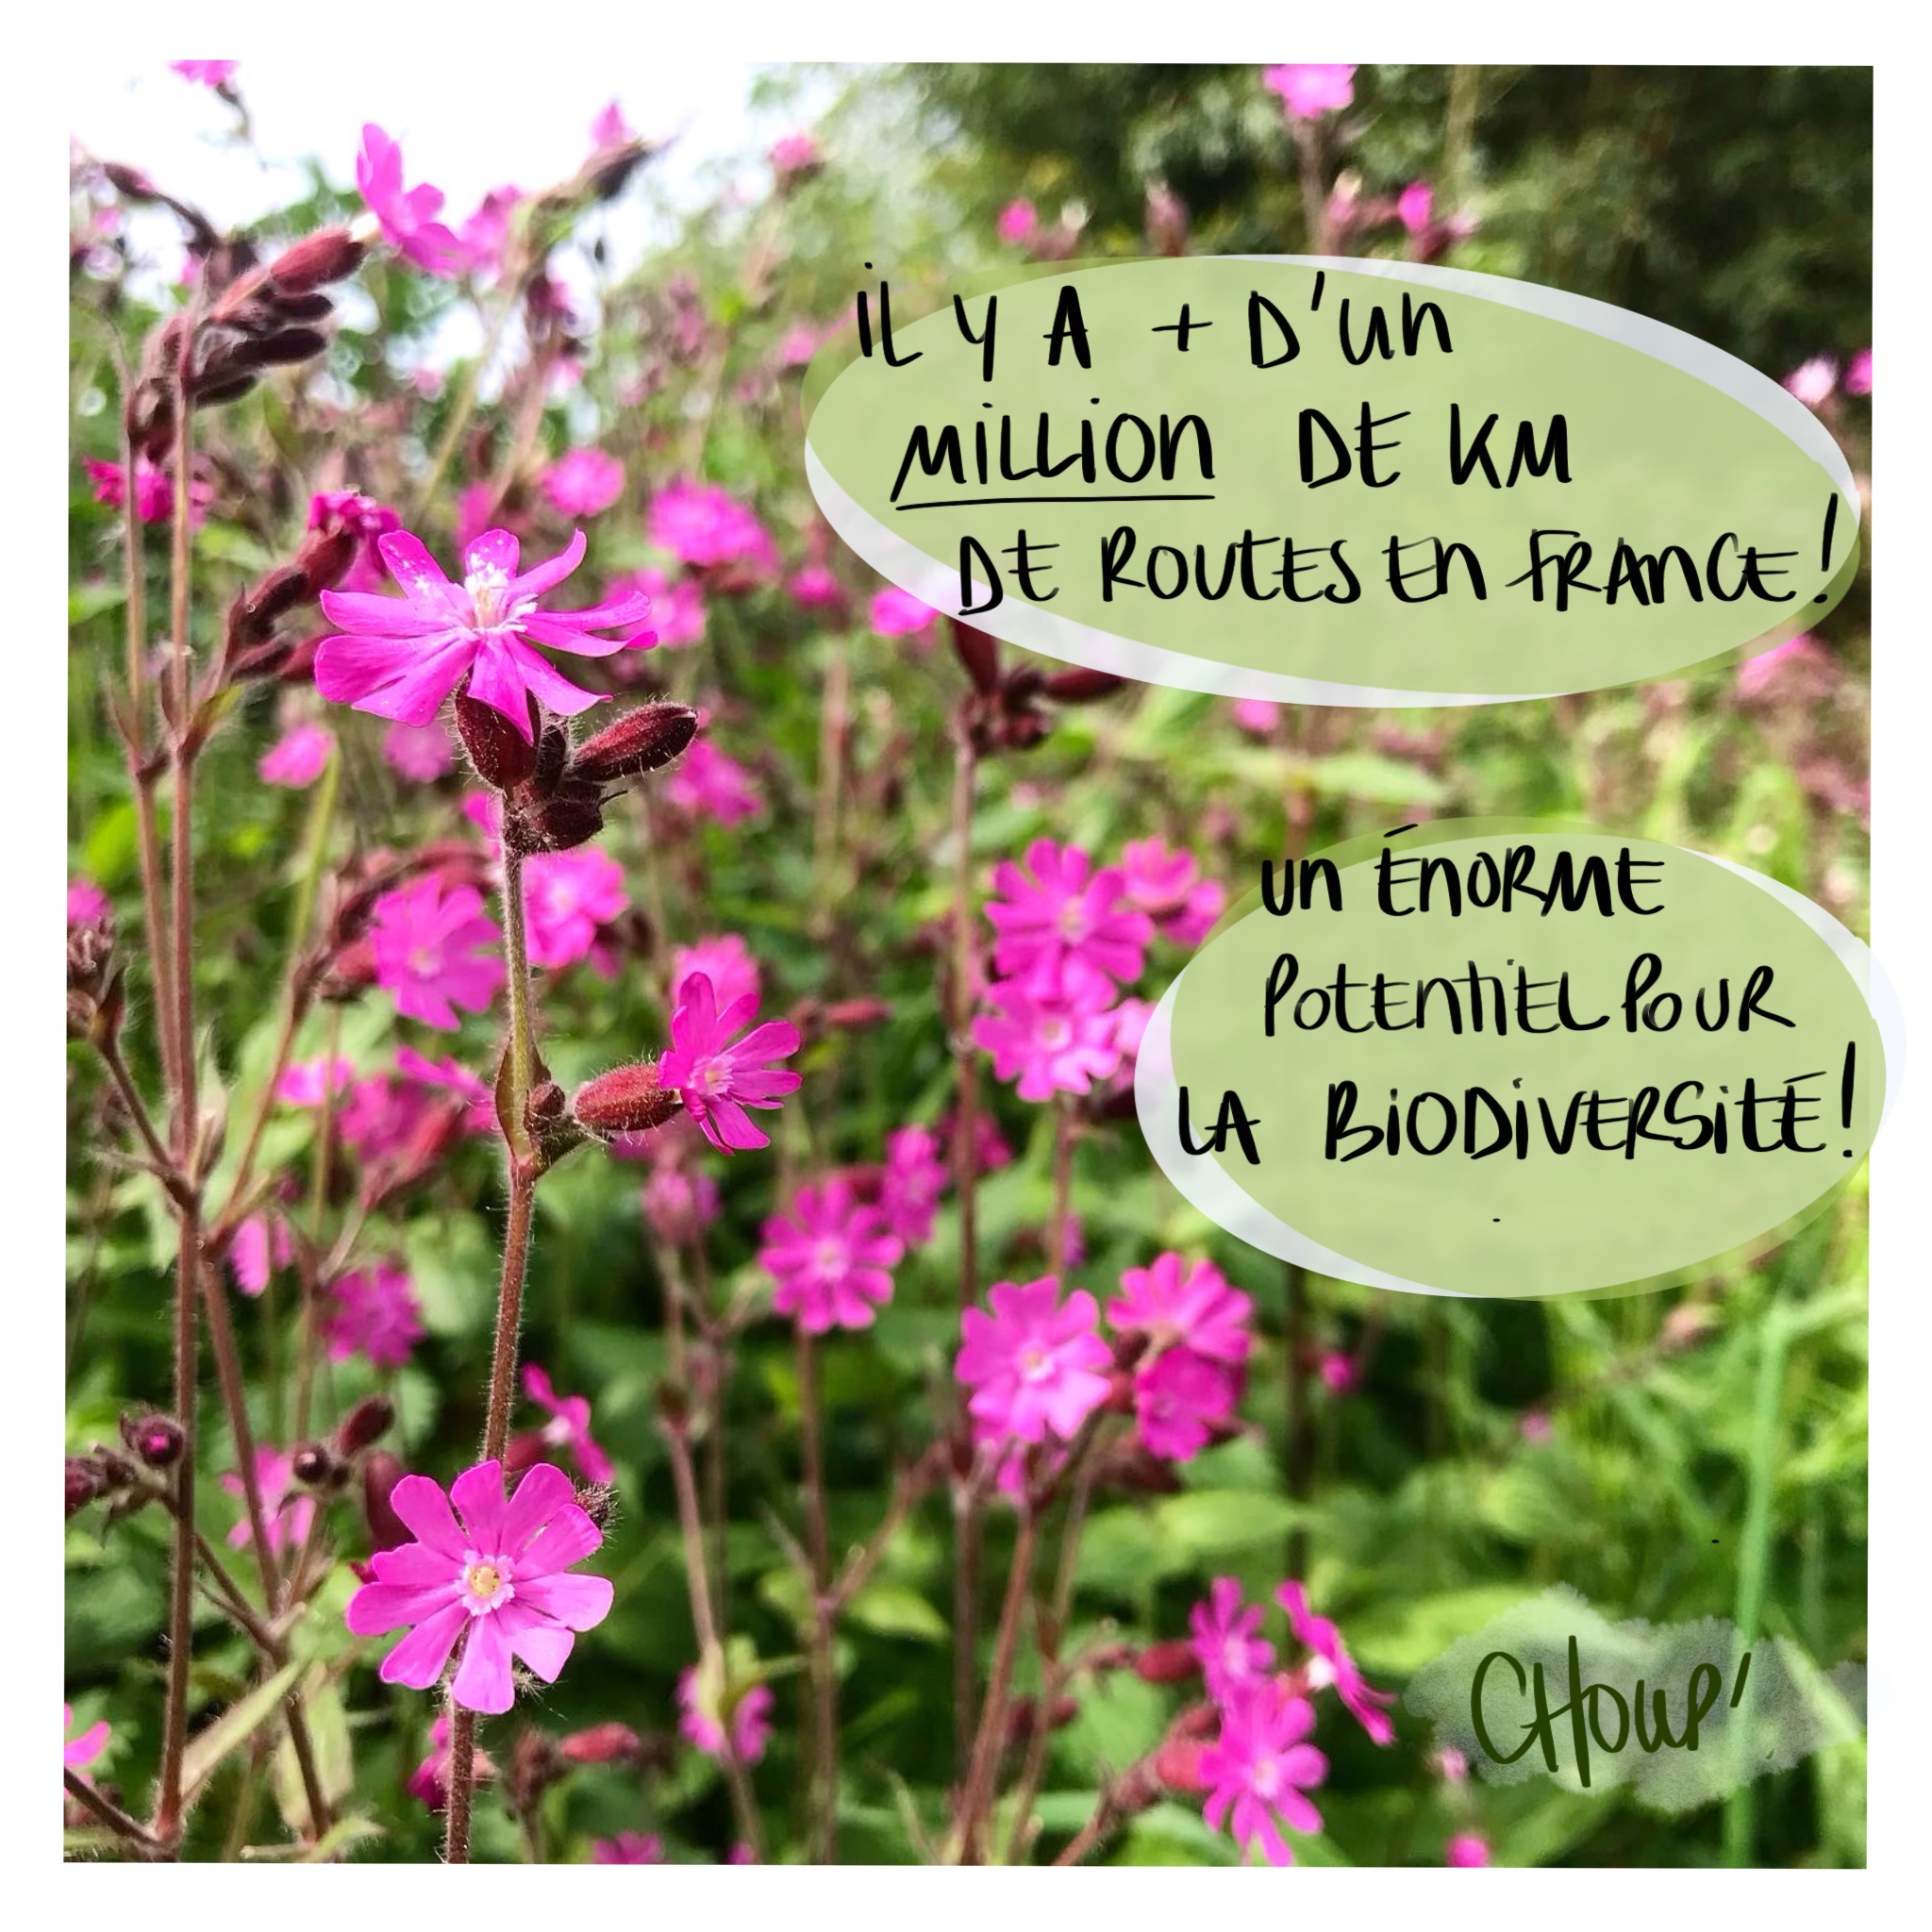 iL Y A + D'un
MiLLion DE KM
DE ROUTES En FRANCE!
un ÉnORME
POTEntiEL POUR
LA BiODiVERSiTÉ!
CHOUP'